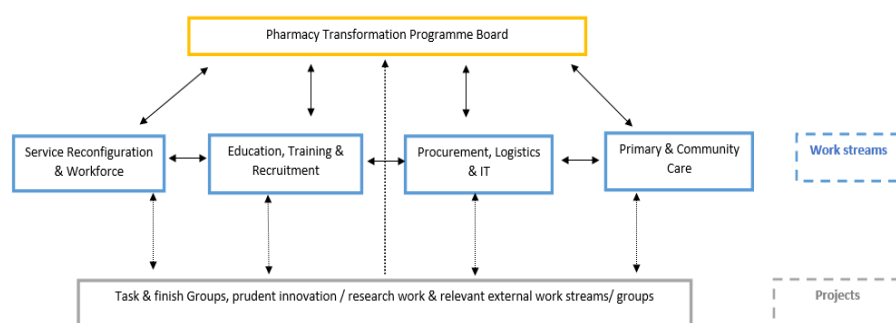 Pharmacy Transformation Programme Board
Service Reconfiguration
& Workforce
Education, Training &
Recruitment
Procurement, Logistics
& IT
Primary & Community
Care
Work streams
Task & finish Groups, prudent innovation / research work & relevant external work streams/ groups
Projects